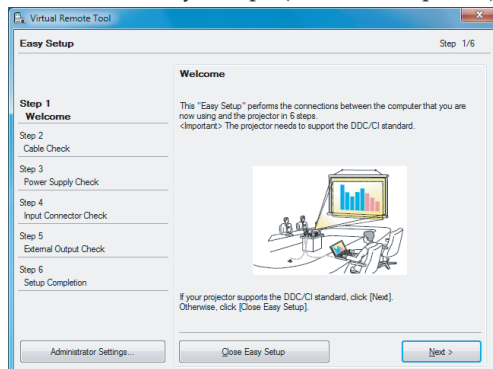 Virtual Remote Tool
Easy Setup
Step 1/6
Step 1
Welcome
Step 2
Cable Check
Step 3
Power Supply Check
Step 4
Input Connector Check
Step 5
External Output Check
Step 6
Setup Completion
Welcome
This "Easy Setup" performs the connections between the computer that you are
now using and the projector in 6 steps.
<Important> The projector needs to support the DDC/CI standard.
If your projector supports the DDC/CI standard, click [Next].
Otherwise, click [Close Easy Setup].
Administrator Settings...
Close Easy Setup
Next >